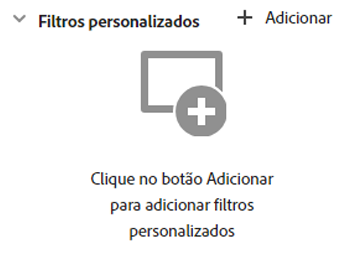 Filtros personalizados + Adicionar
Clique no botão Adicionar
para adicionar filtros
personalizados